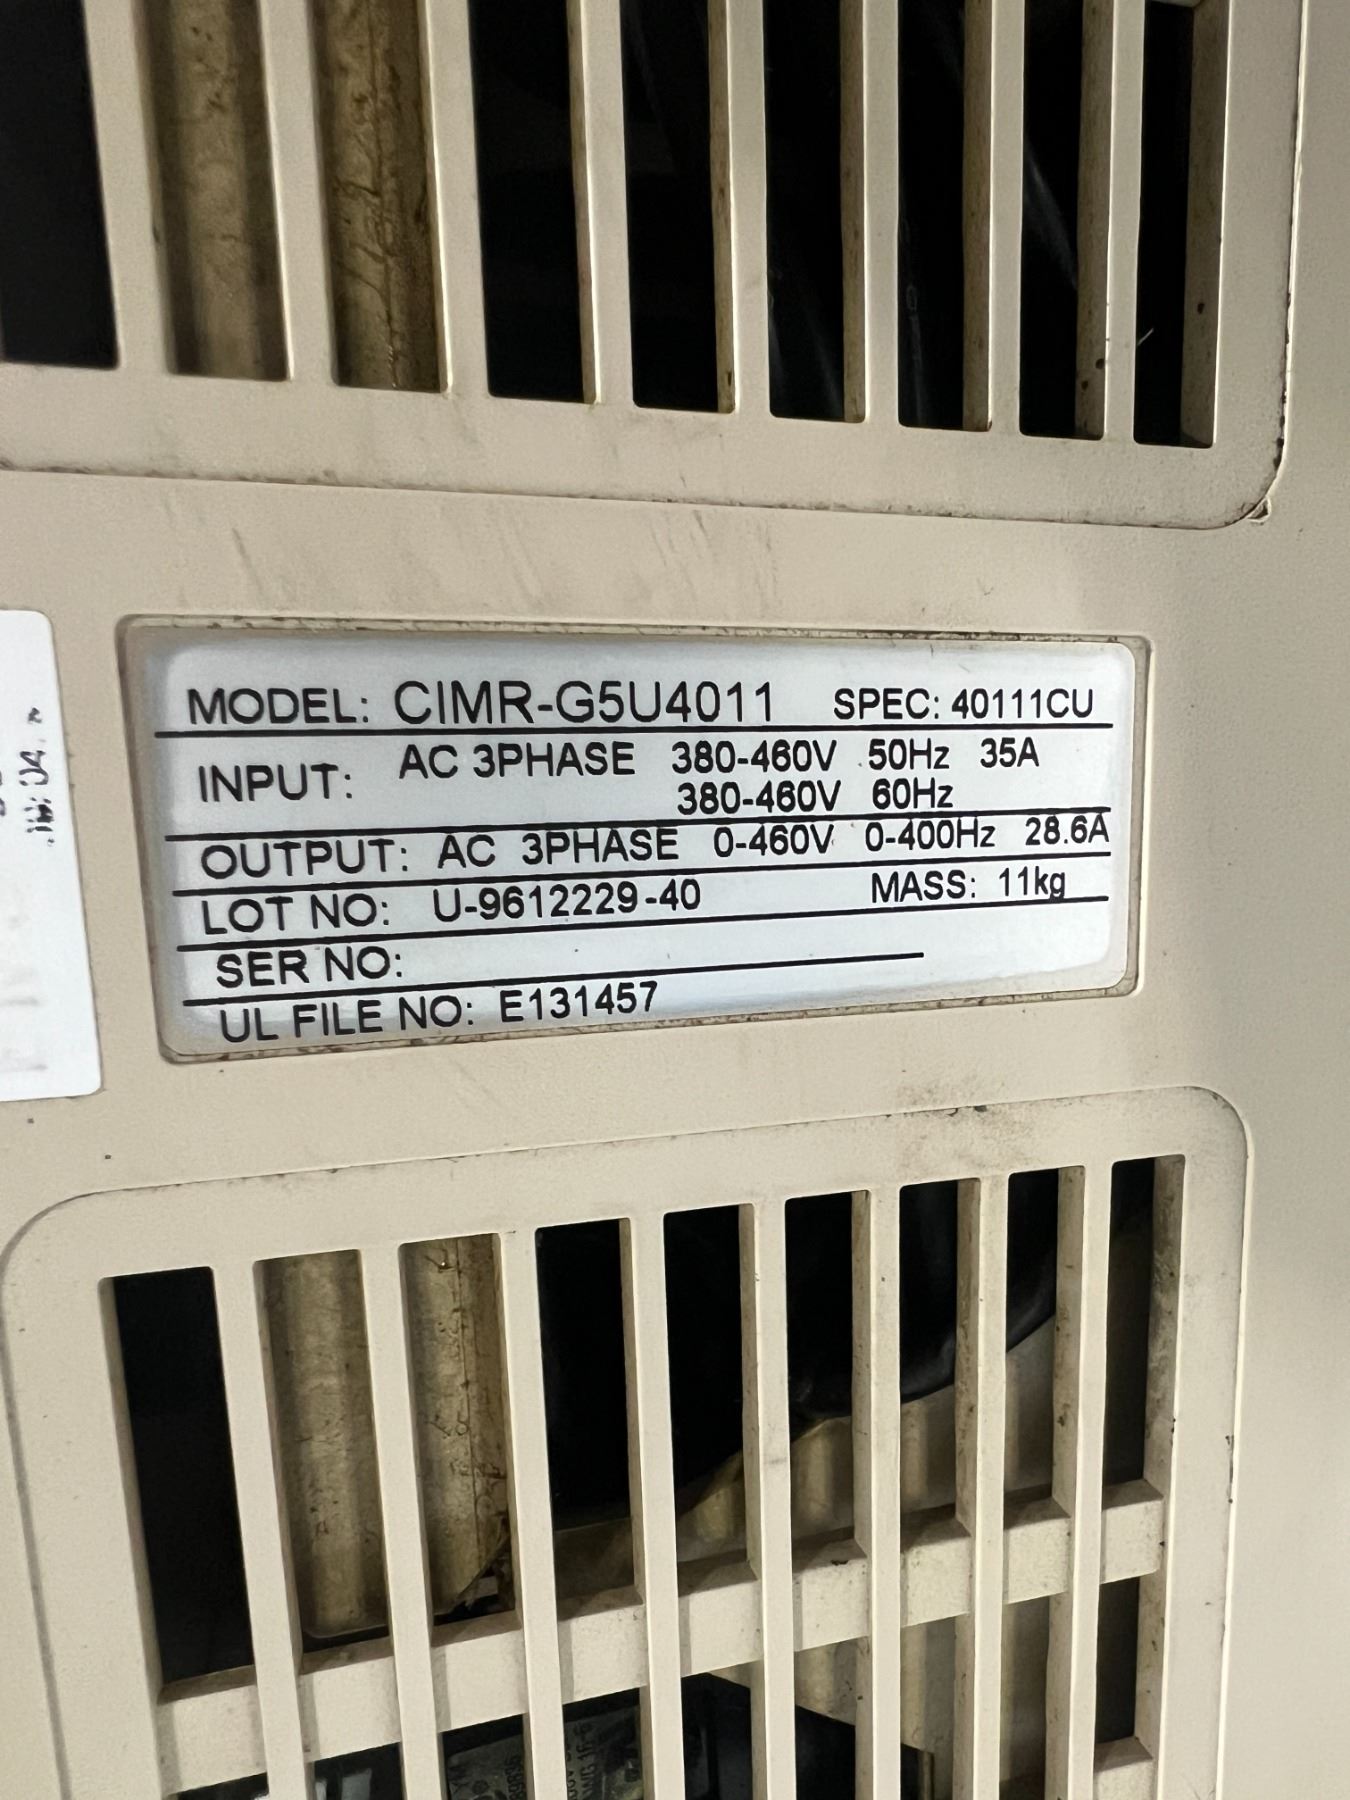 MODEL: CIMR-G5U4011 SPEC: 40111CU
INPUT: AC 3PHASE 380-460V 50Hz 35A
380-460V 60Hz
OUTPUT: AC 3PHASE 0-460V 0-400Hz 28.6A
LOT NO: U-9612229-40 MASS: 11kg
SER NO:
UL FILE NO: E131457